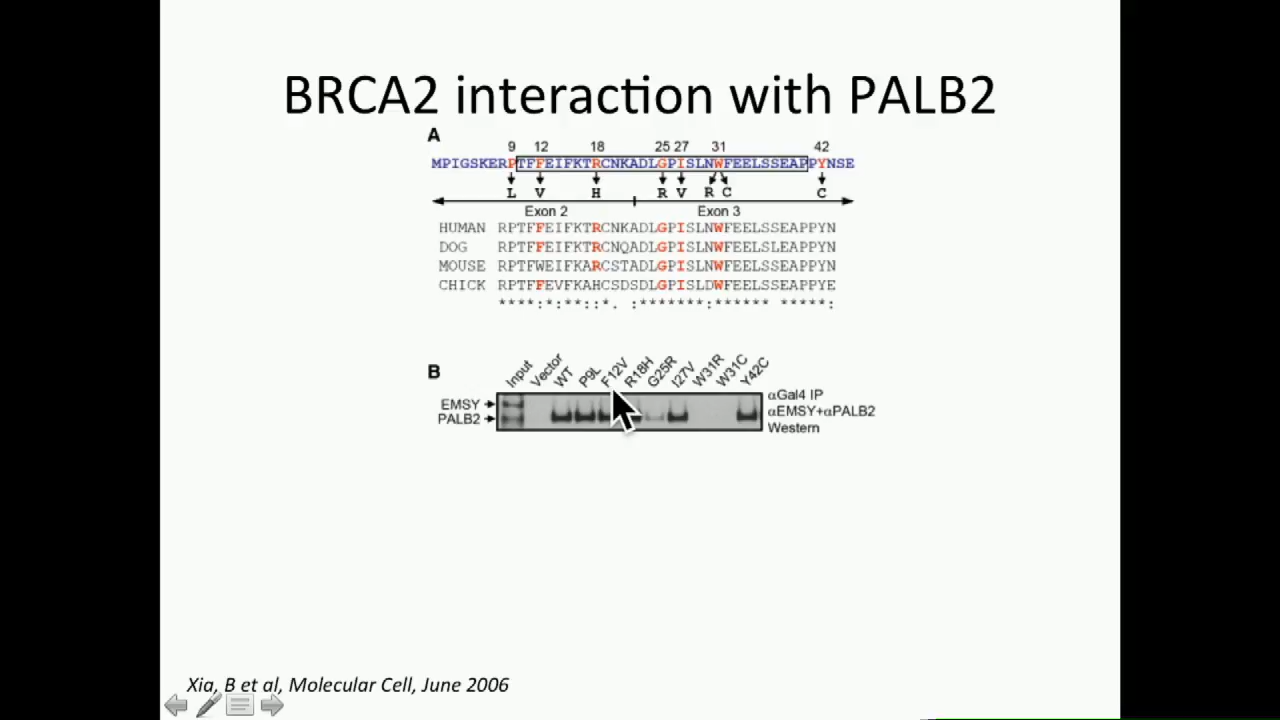 BRCA2 interaction with PALB2
A
9 12 18 25 27 31 42
MPIGSKERPTFFEIFKTRCNKADLGPISLNWFEELSSEAPPYNSE
L V H R V R C C
Exon 2 Exon 3
HUMAN RPTFFEIFKTRCNKADLGPISLNWFEELSSEAPPYN
DOG RPTFFEIFKTRCNQADLGPISLNWFEELSLEAPPYN
MOUSE RPTFWEIFKARCSTADLGPISLNWFEELSSEAPPYN
CHICK RPTFFEVFKAHCSDSDLGPISLDWFEELSSEAPPYE
****:*:**::*. :*******:****** *****:
B
Input Vector WT P9L F12V R18H G25R I27V W31R W31C Y42C
EMSY
PALB2
αGal4 IP
αEMSY+αPALB2
Western
Xia, B et al, Molecular Cell, June 2006